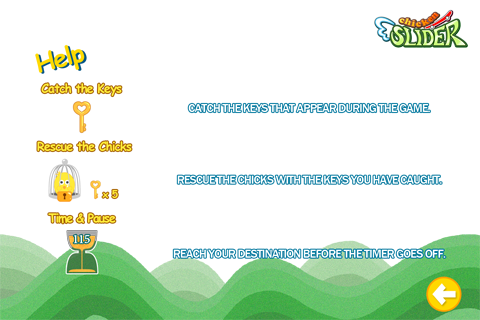 chicken
SLIDER
Help
Catch the Keys
CATCH THE KEYS THAT APPEAR DURING THE GAME.
Rescue the Chicks
RESCUE THE CHICKS WITH THE KEYS YOU HAVE CAUGHT.
x 5
Time & Pause
115
REACH YOUR DESTINATION BEFORE THE TIMER GOES OFF.